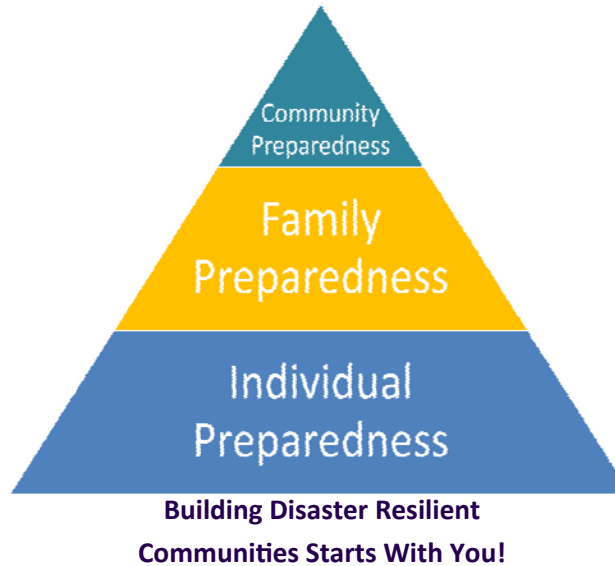 Community
Preparedness
Family
Preparedness
Individual
Preparedness
Building Disaster Resilient
Communities Starts With You!